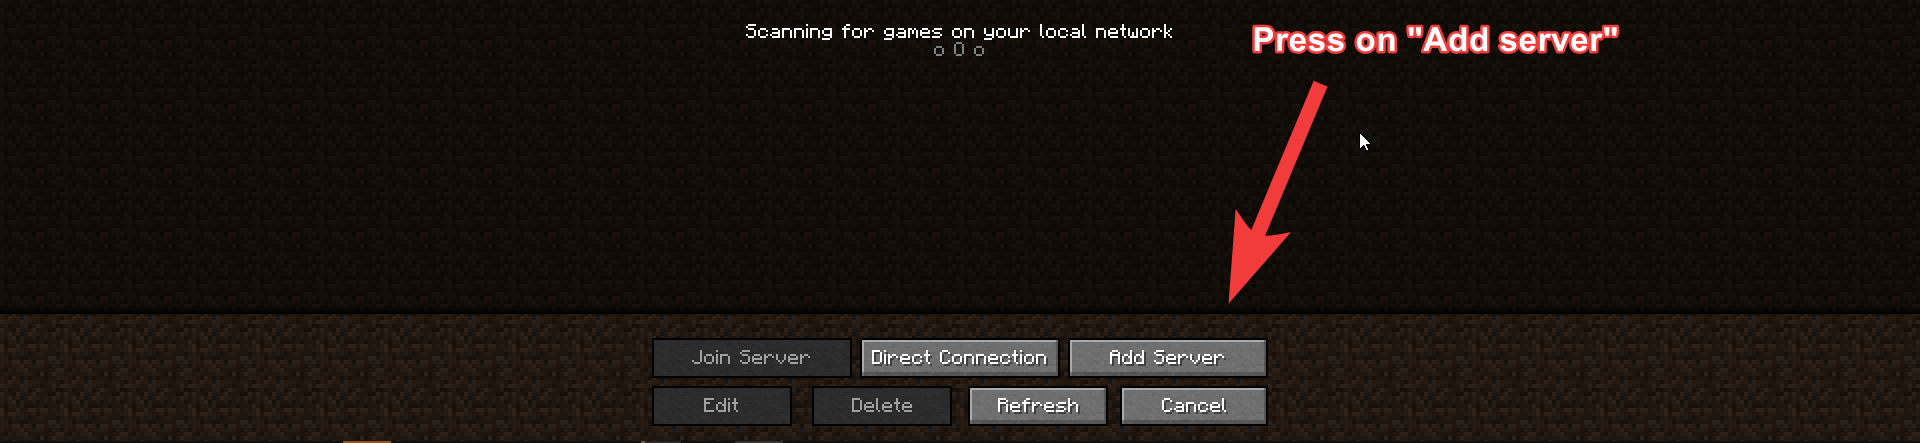 Scanning for games on your local network
o O o
Press on "Add server"
Join Server
Direct Connection
Add Server
Edit
Delete
Refresh
Cancel